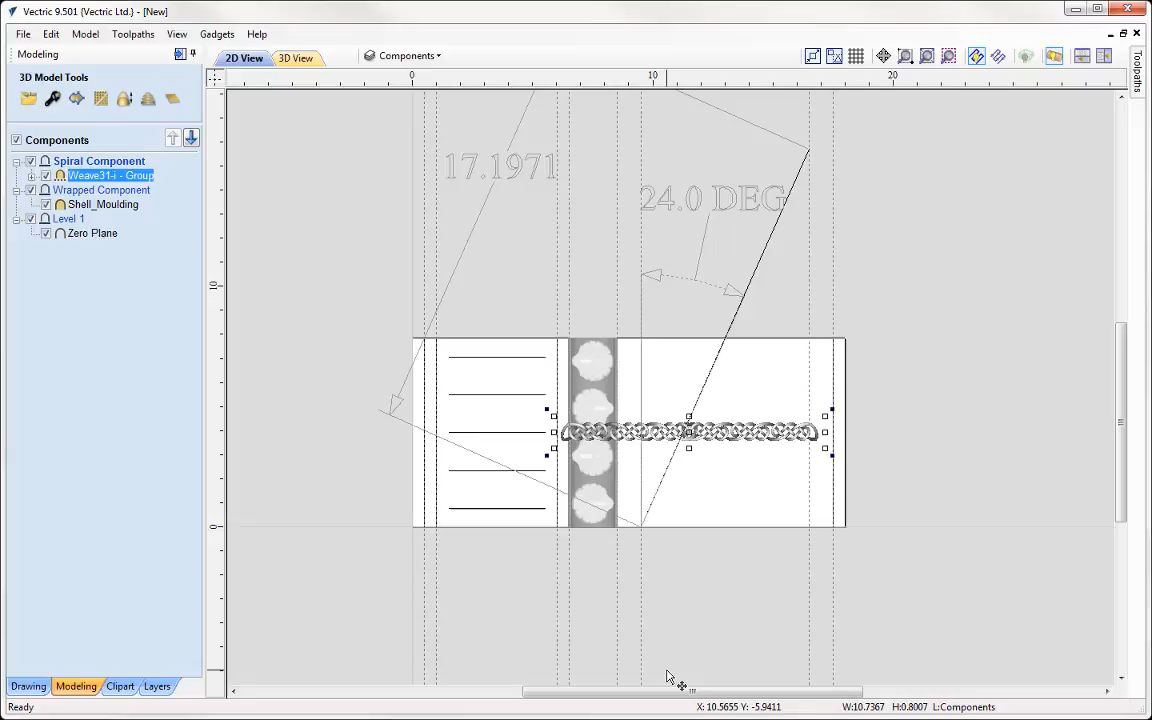 Vectric 9.501 {Vectric Ltd.} - [New]
File Edit Model Toolpaths View Gadgets Help
Modeling
2D View
3D View
Components
Toolpaths
3D Model Tools
0
10
20
Components
Spiral Component
Weave31-i - Group
Wrapped Component
Shell_Moulding
Level 1
Zero Plane
17.1971
24.0 DEG
10
0
Drawing Modeling Clipart Layers
Ready
X: 10.5655 Y: -5.9411
W:10.7367 H:0.8007 L:Components